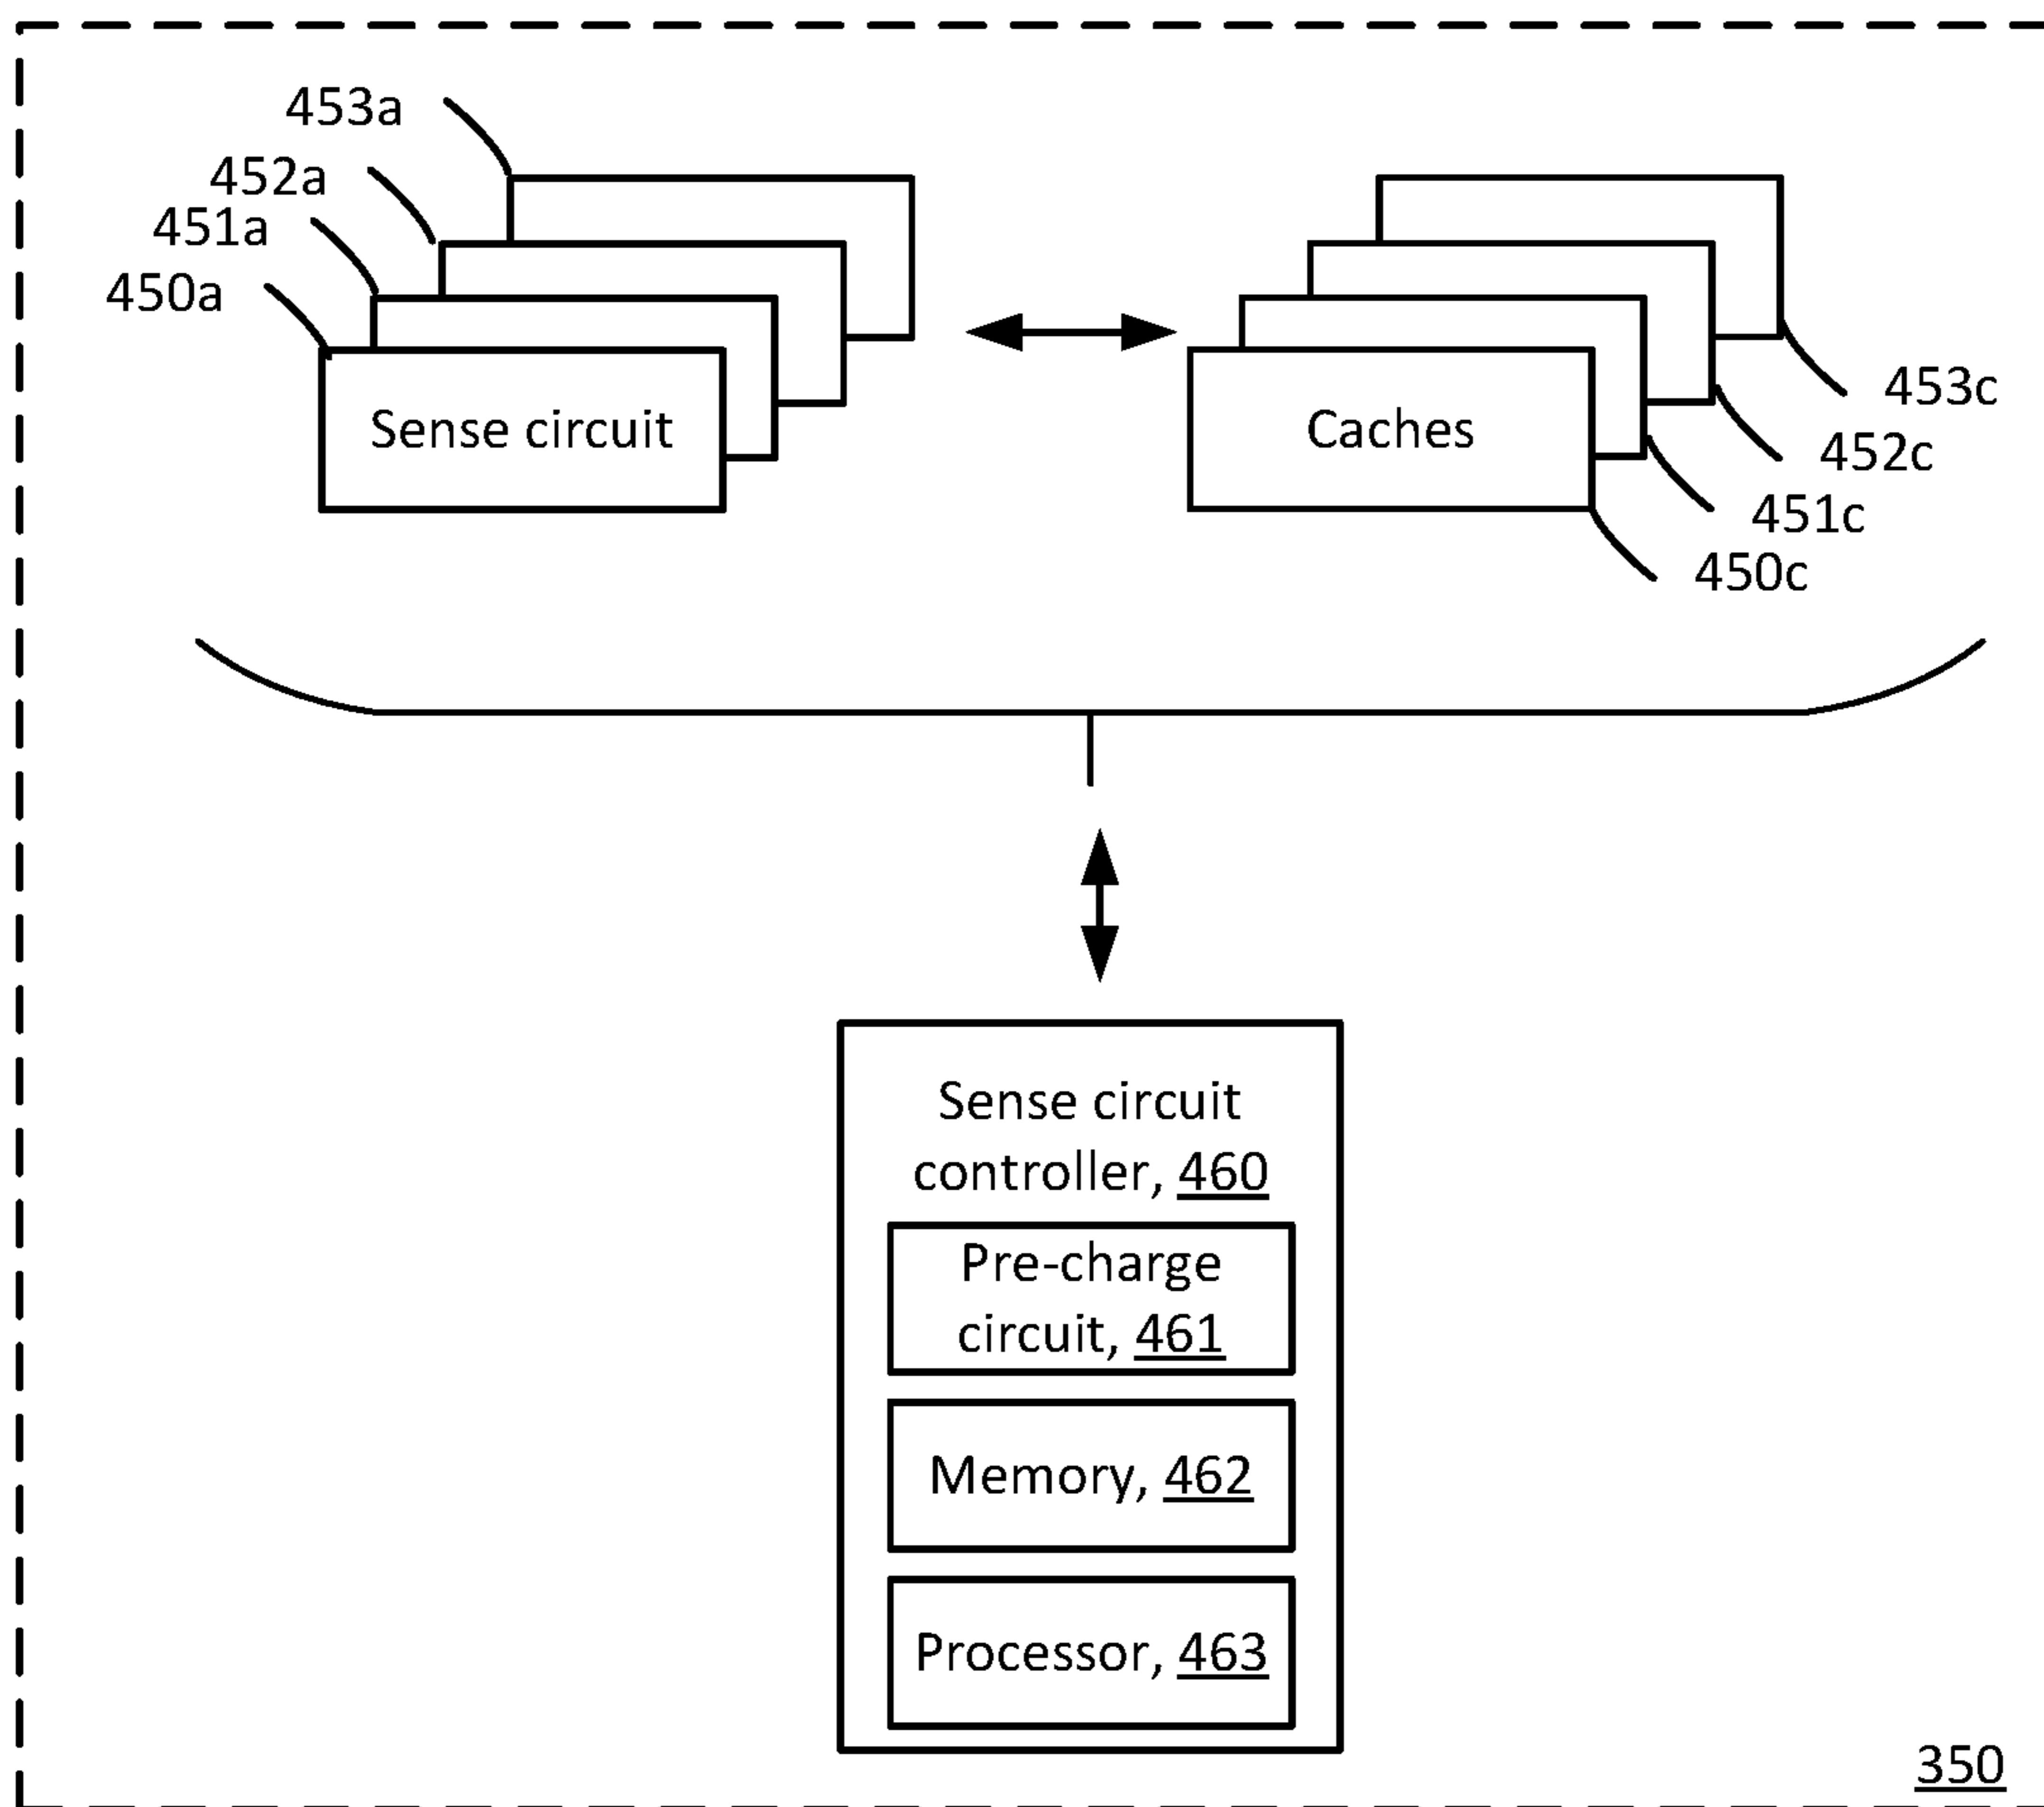 453a
452a
451a
450a
Sense circuit
Caches
453c
452c
451c
450c
Sense circuit
controller, 460
Pre-charge
circuit, 461
Memory, 462
Processor, 463
350